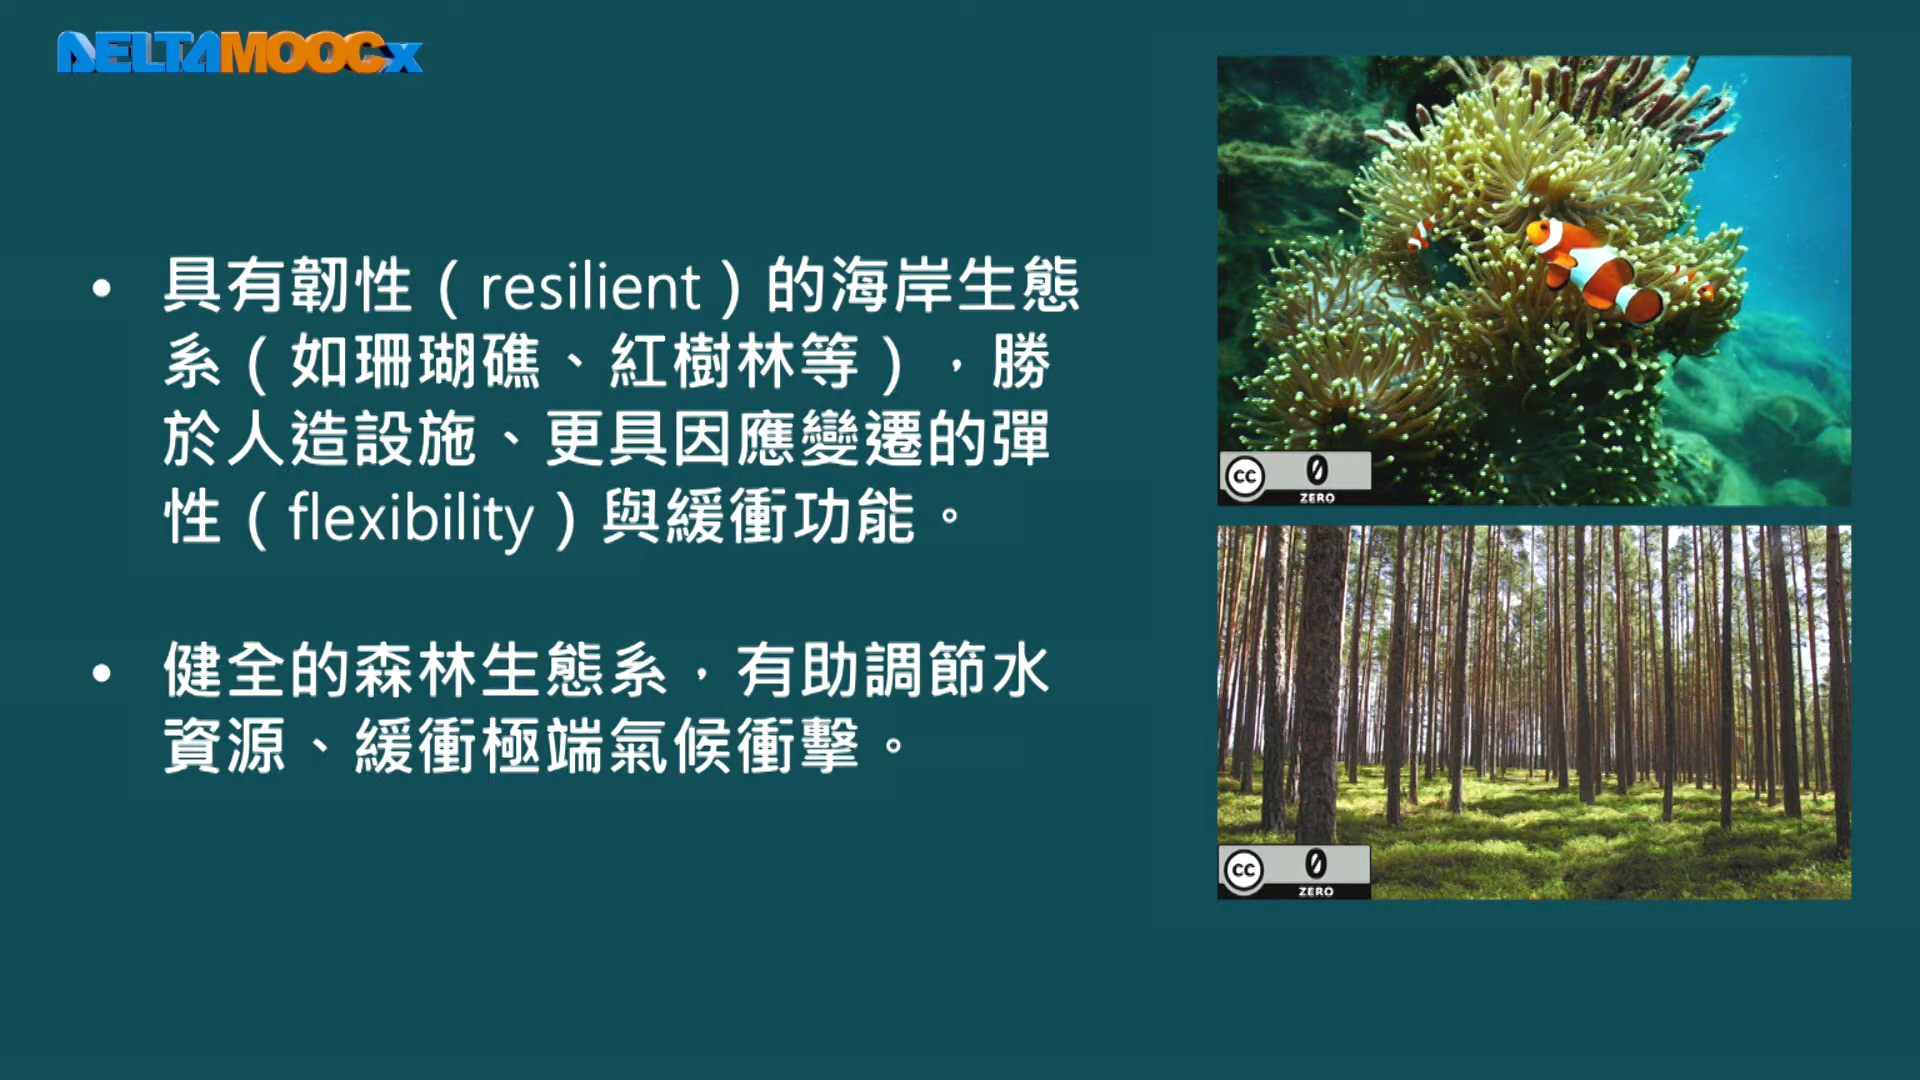 DELTAMOOCx
• 具有韌性（resilient）的海岸生態
系（如珊瑚礁、紅樹林等），勝
於人造設施、更具因應變遷的彈
性（flexibility）與緩衝功能。
cc 0
ZERO
• 健全的森林生態系，有助調節水
資源、緩衝極端氣候衝擊。
cc 0
ZERO